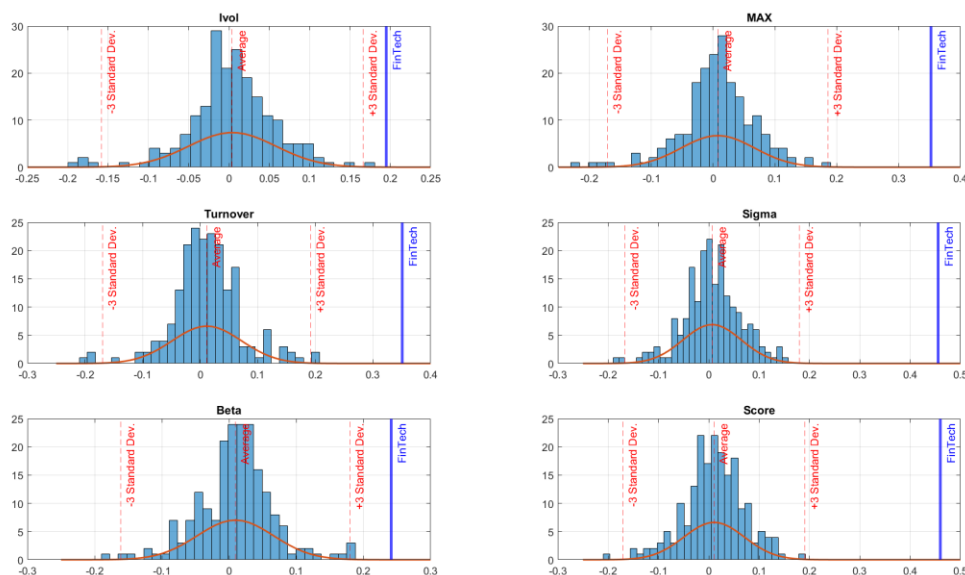 Ivol
30
20
10
0
-3 Standard Dev.
Average
+3 Standard Dev.
FinTech
-0.25 -0.2 -0.15 -0.1 -0.05 0 0.05 0.1 0.15 0.2 0.25
MAX
30
20
10
0
-3 Standard Dev.
Average
+3 Standard Dev.
FinTech
-0.2 -0.1 0 0.1 0.2 0.3 0.4
Turnover
25
20
15
10
5
0
-3 Standard Dev.
Average
+3 Standard Dev.
FinTech
-0.3 -0.2 -0.1 0 0.1 0.2 0.3 0.4
Sigma
25
20
15
10
5
0
-3 Standard Dev.
Average
+3 Standard Dev.
FinTech
-0.3 -0.2 -0.1 0 0.1 0.2 0.3 0.4 0.5
Beta
25
20
15
10
5
0
-3 Standard Dev.
Average
+3 Standard Dev.
FinTech
-0.3 -0.2 -0.1 0 0.1 0.2 0.3
Score
25
20
15
10
5
0
-3 Standard Dev.
Average
+3 Standard Dev.
FinTech
-0.3 -0.2 -0.1 0 0.1 0.2 0.3 0.4 0.5